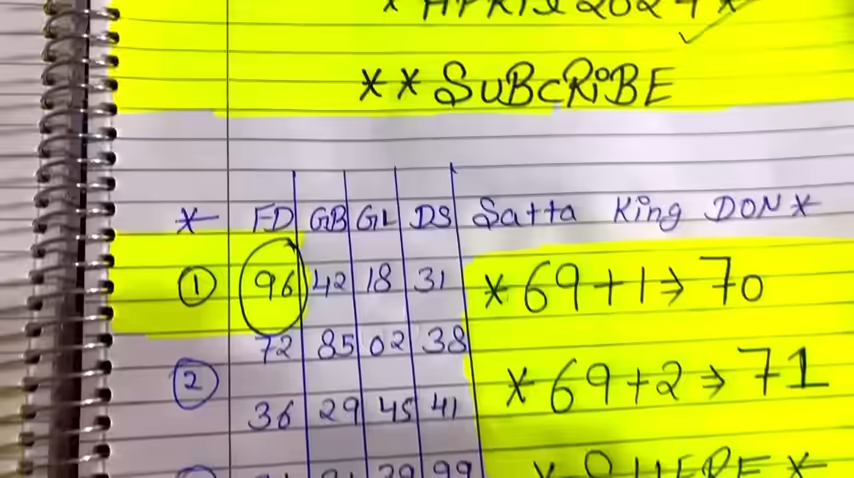 ** SUBCRiBE
* FD GB GL DS Satta King DON *
① 96 42 18 31 * 69+1⇒70
72 85 02 38
② * 69+2⇒71
36 29 45 41
99